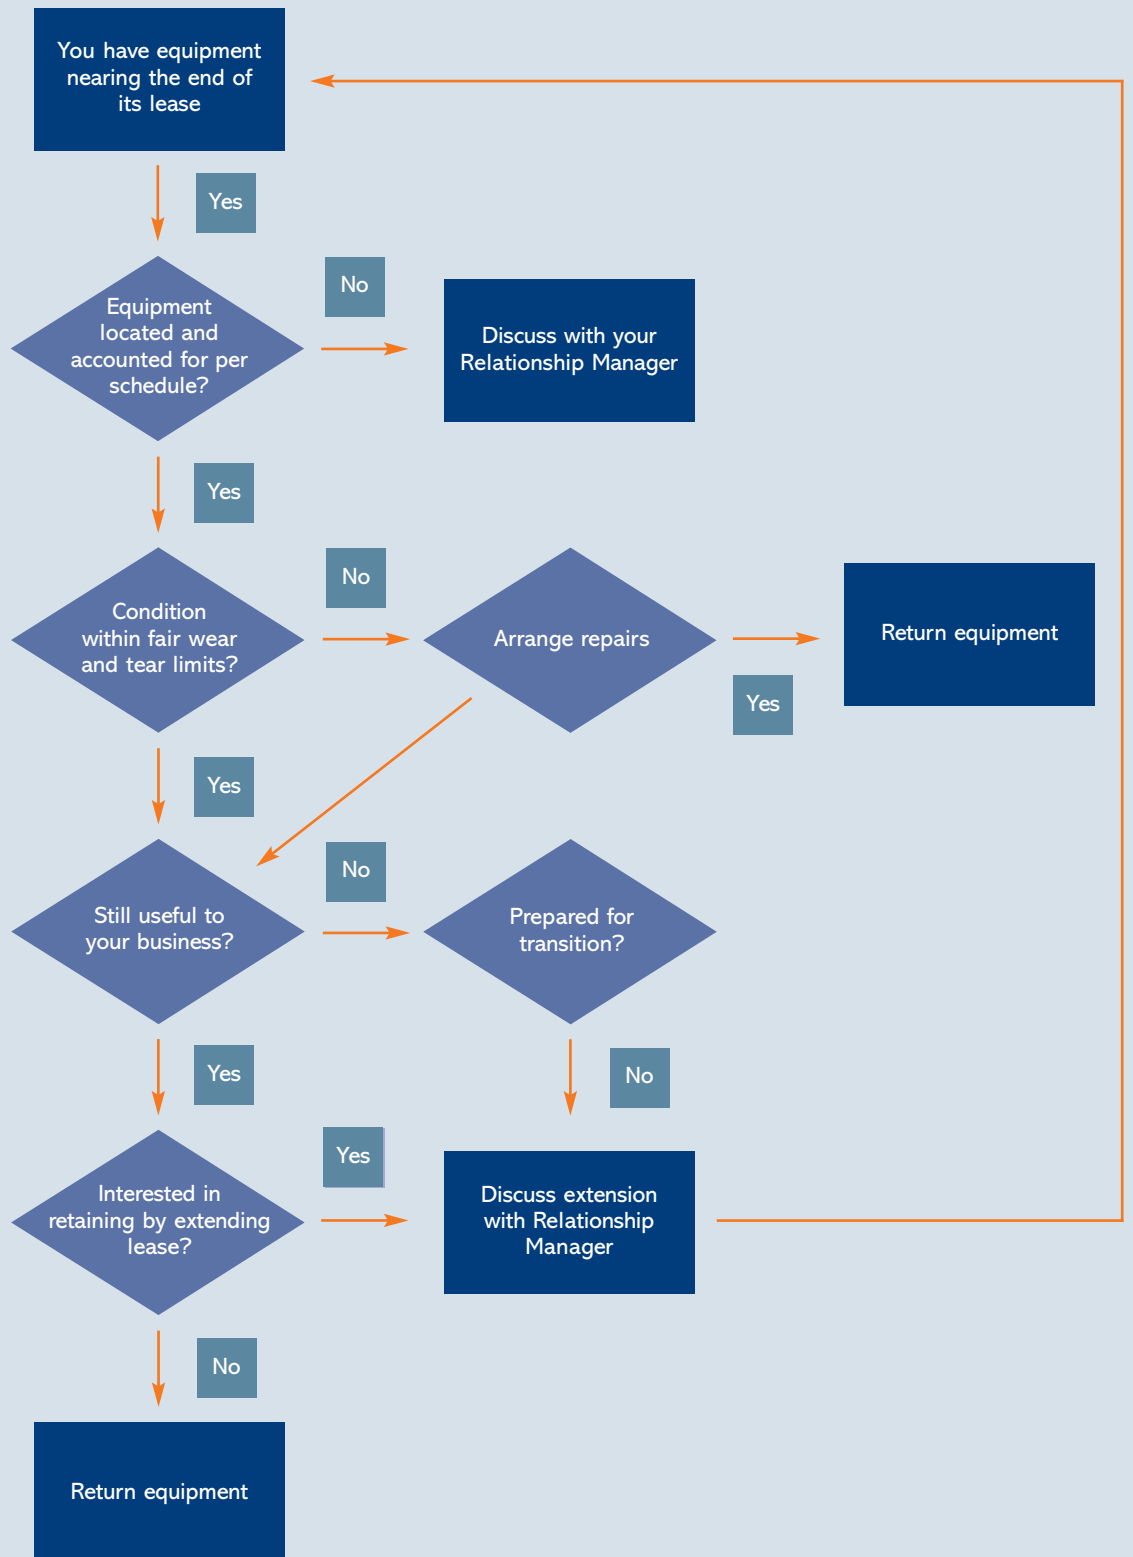 You have equipment
nearing the end of
its lease
Yes
Equipment
located and
accounted for per
schedule?
No
Discuss with your
Relationship Manager
Yes
Condition
within fair wear
and tear limits?
No
Arrange repairs
Yes
Return equipment
Yes
Still useful to
your business?
No
Prepared for
transition?
Yes
No
Interested in
retaining by extending
lease?
Yes
Discuss extension
with Relationship
Manager
No
Return equipment